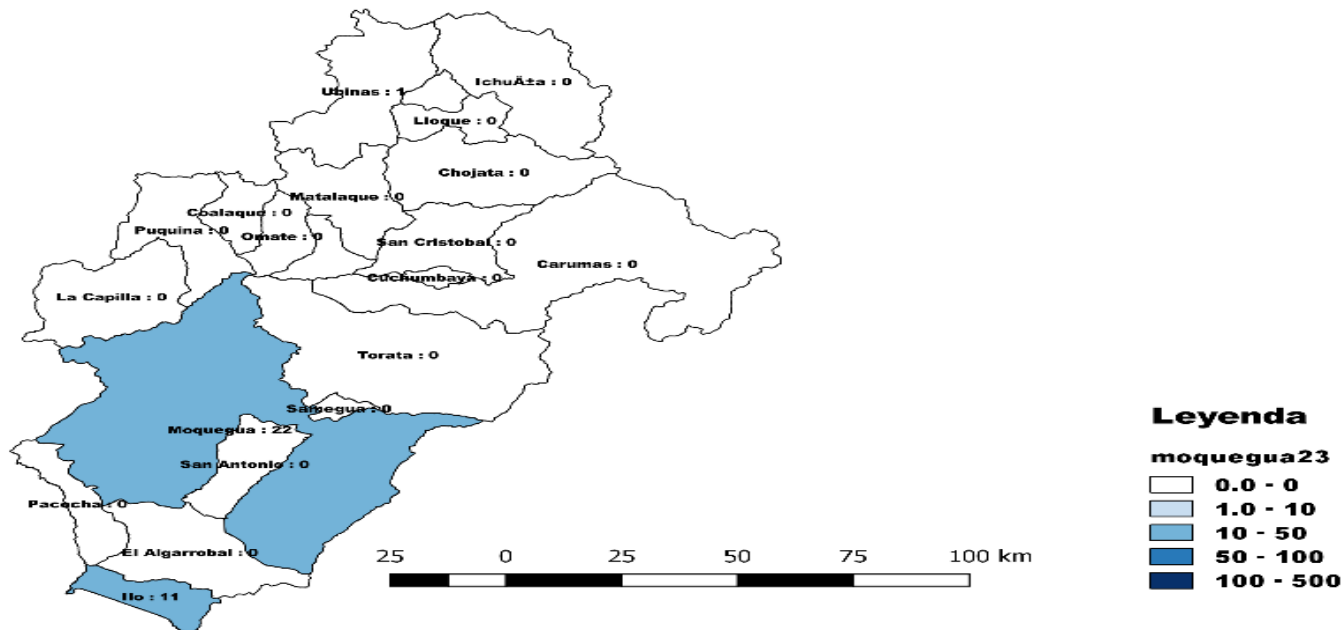 IchuÄ±a : 0
Ubinas : 1
Lloque : 0
Chojata : 0
Matalaque : 0
Coalaque : 0
Puquina : 0
Omate : 0
San Cristobal : 0
Carumas : 0
Cuchumbaya : 0
La Capilla : 0
Torata : 0
Samegua : 0
Moquegua : 22
San Antonio : 0
Pacocha : 0
El Algarrobal : 0
Ilo : 11
25 0 25 50 75 100 km
Leyenda
moquegua23
0.0 - 0
1.0 - 10
10 - 50
50 - 100
100 - 500